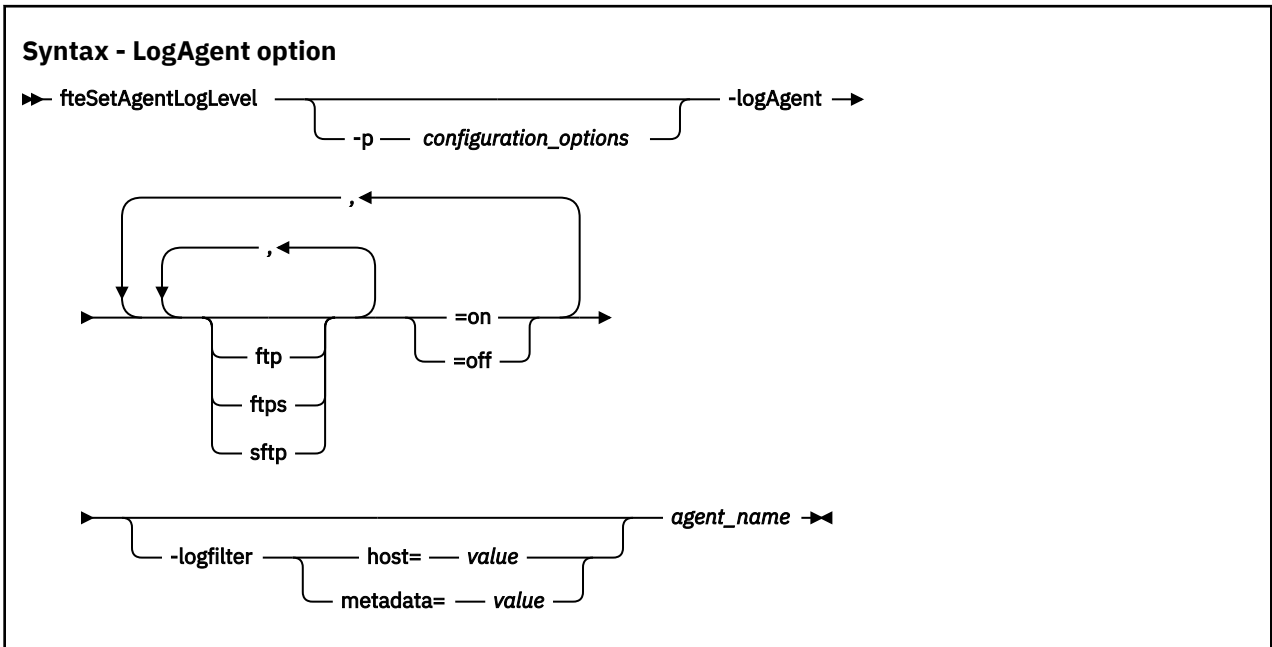 Syntax - LogAgent option
fteSetAgentLogLevel -logAgent
-p configuration_options
,
,
=on
ftp =off
ftps
sftp
agent_name
-logfilter host= value
metadata= value